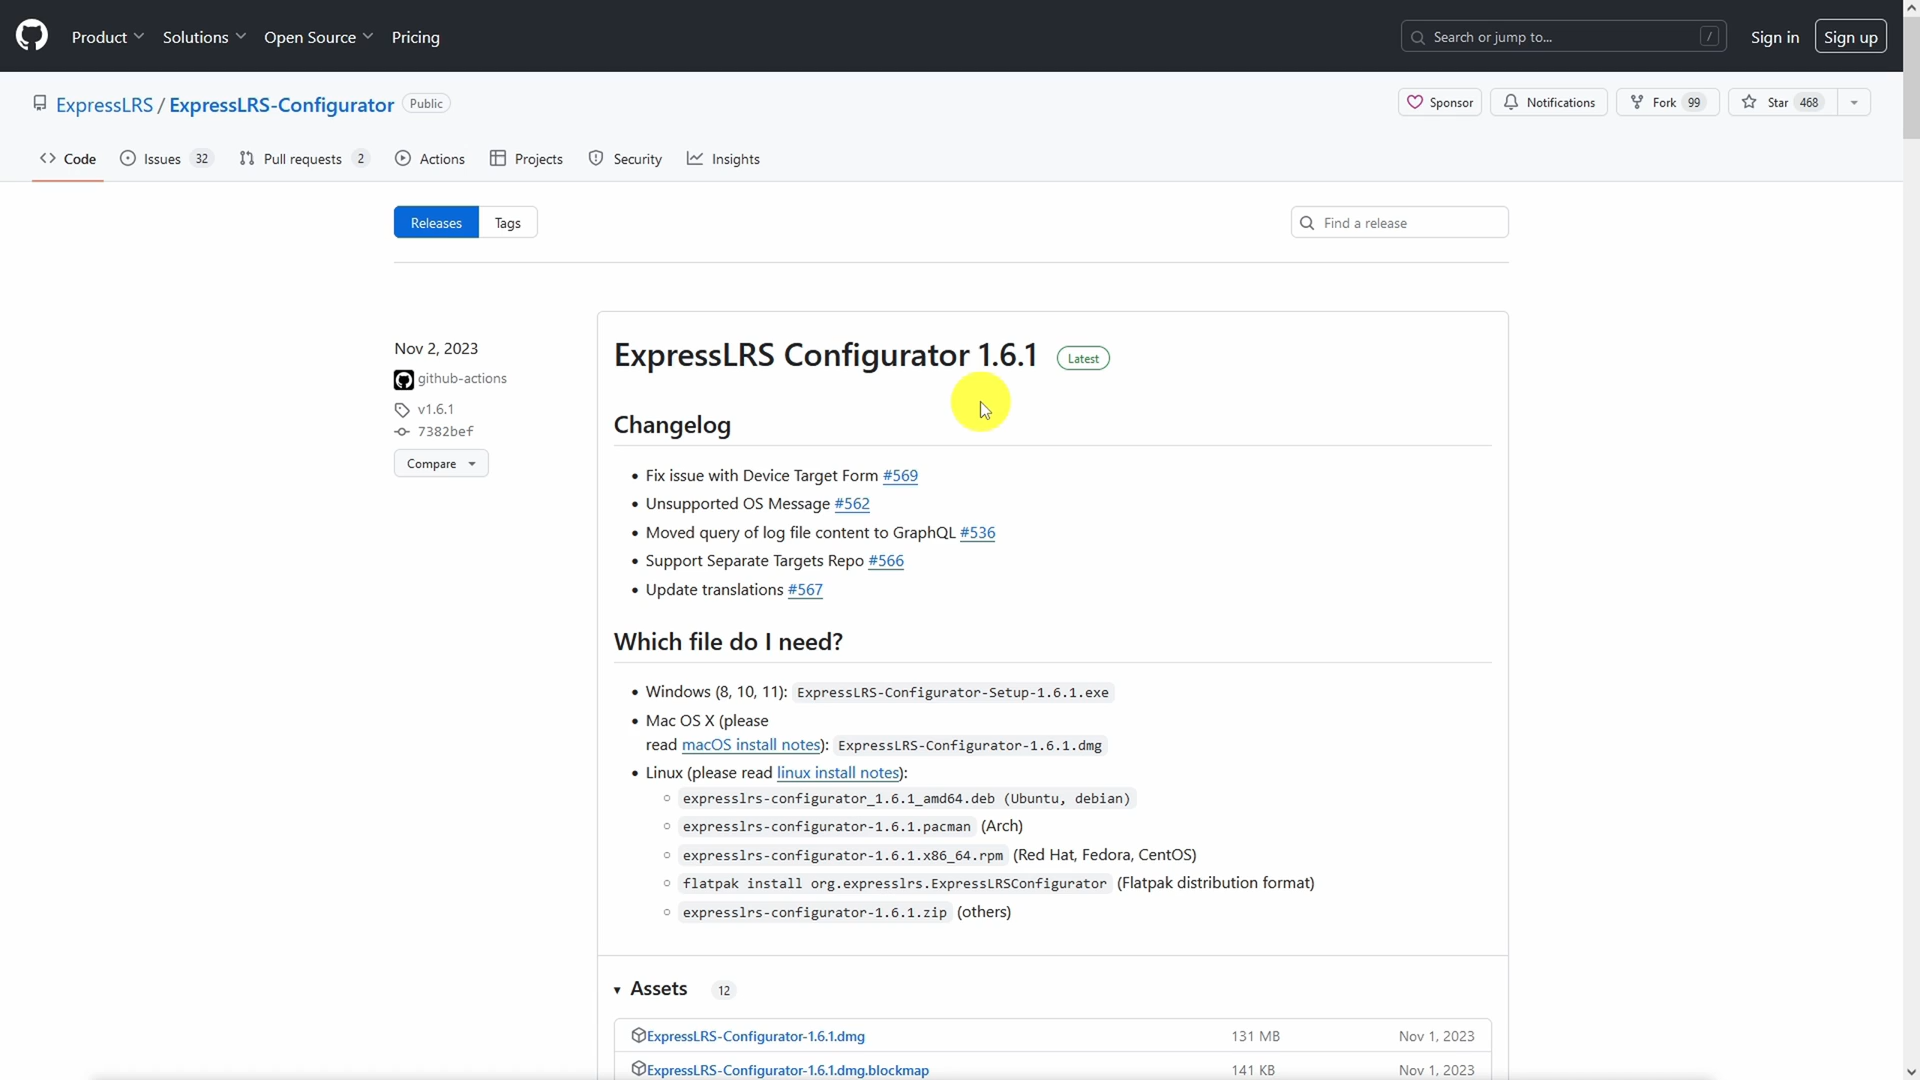 Product Solutions Open Source Pricing Search or jump to... / Sign in Sign up
ExpressLRS / ExpressLRS-Configurator Public Sponsor Notifications Fork 99 Star 468
Code Issues 32 Pull requests 2 Actions Projects Security Insights
Releases Tags Find a release
Nov 2, 2023
github-actions
v1.6.1
7382bef
Compare
ExpressLRS Configurator 1.6.1 Latest
Changelog
• Fix issue with Device Target Form #569
• Unsupported OS Message #562
• Moved query of log file content to GraphQL #536
• Support Separate Targets Repo #566
• Update translations #567
Which file do I need?
• Windows (8, 10, 11): ExpressLRS-Configurator-Setup-1.6.1.exe
• Mac OS X (please
read macOS install notes): ExpressLRS-Configurator-1.6.1.dmg
• Linux (please read linux install notes):
expresslrs-configurator_1.6.1_amd64.deb (Ubuntu, debian)
expresslrs-configurator-1.6.1.pacman (Arch)
expresslrs-configurator-1.6.1.x86_64.rpm (Red Hat, Fedora, CentOS)
flatpak install org.expresslrs.ExpressLRSConfigurator (Flatpak distribution format)
expresslrs-configurator-1.6.1.zip (others)
Assets 12
ExpressLRS-Configurator-1.6.1.dmg 131 MB Nov 1, 2023
ExpressLRS-Configurator-1.6.1.dmg.blockmap 141 KB Nov 1, 2023